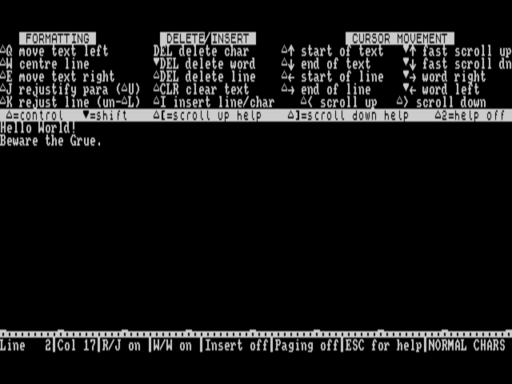 FORMATTING DELETE/INSERT CURSOR MOVEMENT
△Q move text left DEL delete char △↑ start of text ▼↑ fast scroll up
△W centre line ▼DEL delete word △↓ end of text ▼↓ fast scroll dn
△E move text right △DEL delete line △← start of line ▼→ word right
△J rejustify para (△U) △CLR clear text △→ end of line ▼← word left
△K rejust line (un-△L) △I insert line/char △( scroll up △) scroll down
△=control ▼=shift △[=scroll up help △]=scroll down help △2=help off
Hello World!
Beware the Grue.
Line 2|Col 17|R/J on |W/W on |Insert off|Paging off|ESC for help|NORMAL CHARS